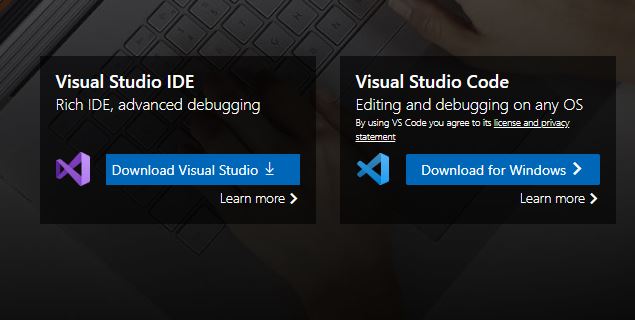 Visual Studio IDE
Rich IDE, advanced debugging
Download Visual Studio
Learn more
Visual Studio Code
Editing and debugging on any OS
By using VS Code you agree to its license and privacy
statement
Download for Windows
Learn more